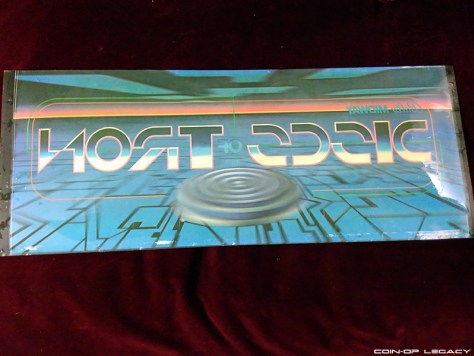 DISCS OF TRON
COIN-OP LEGACY